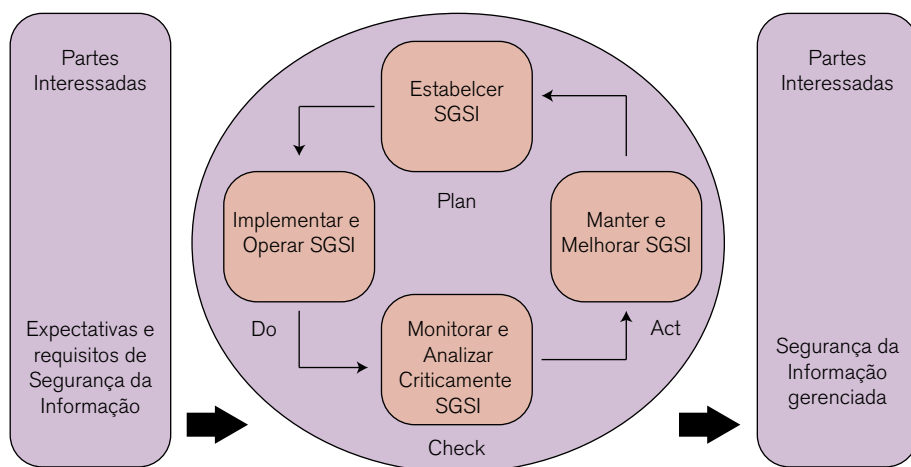 Partes
Interessadas
Expectativas e
requisitos de
Segurança da
Informação
Estabelcer
SGSI
Plan
Implementar e
Operar SGSI
Do
Monitorar e
Analizar
Criticamente
SGSI
Check
Manter e
Melhorar SGSI
Act
Partes
Interessadas
Segurança da
Informação
gerenciada